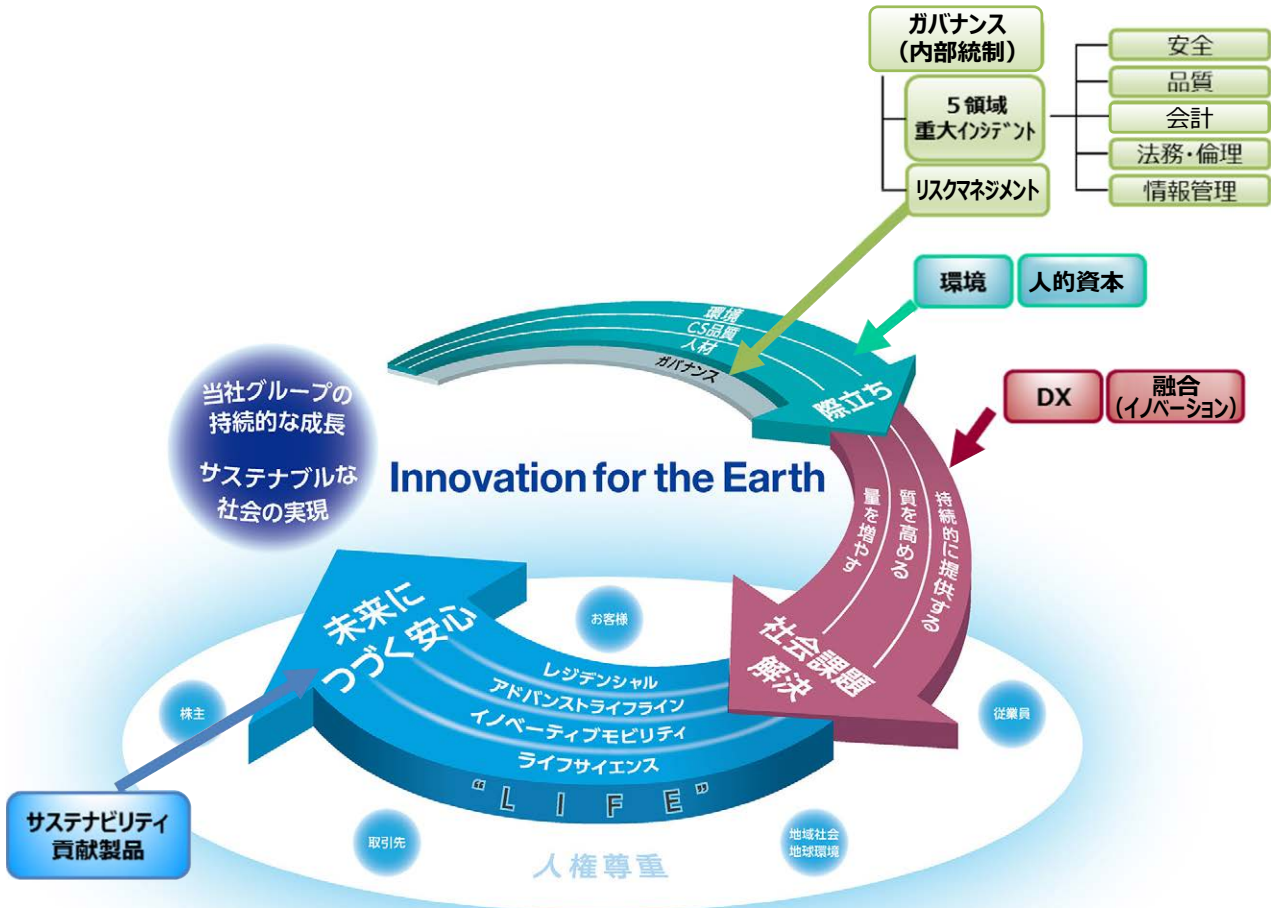 ガバナンス
（内部統制）
5領域
重大インシデント
リスクマネジメント
安全
品質
会計
法務・倫理
情報管理
環境
人的資本
DX
融合
（イノベーション）
環境
CS品質
人材
ガバナンス
際立ち
当社グループの
持続的な成長
サステナブルな
社会の実現
Innovation for the Earth
持続的に提供する
質を高める
量を増やす
社会課題
解決
未来に
つづく安心
レジデンシャル
アドバンストライフライン
イノベーティブモビリティ
ライフサイエンス
“LIFE”
お客様
株主
従業員
取引先
地域社会
地球環境
人権尊重
サステナビリティ
貢献製品